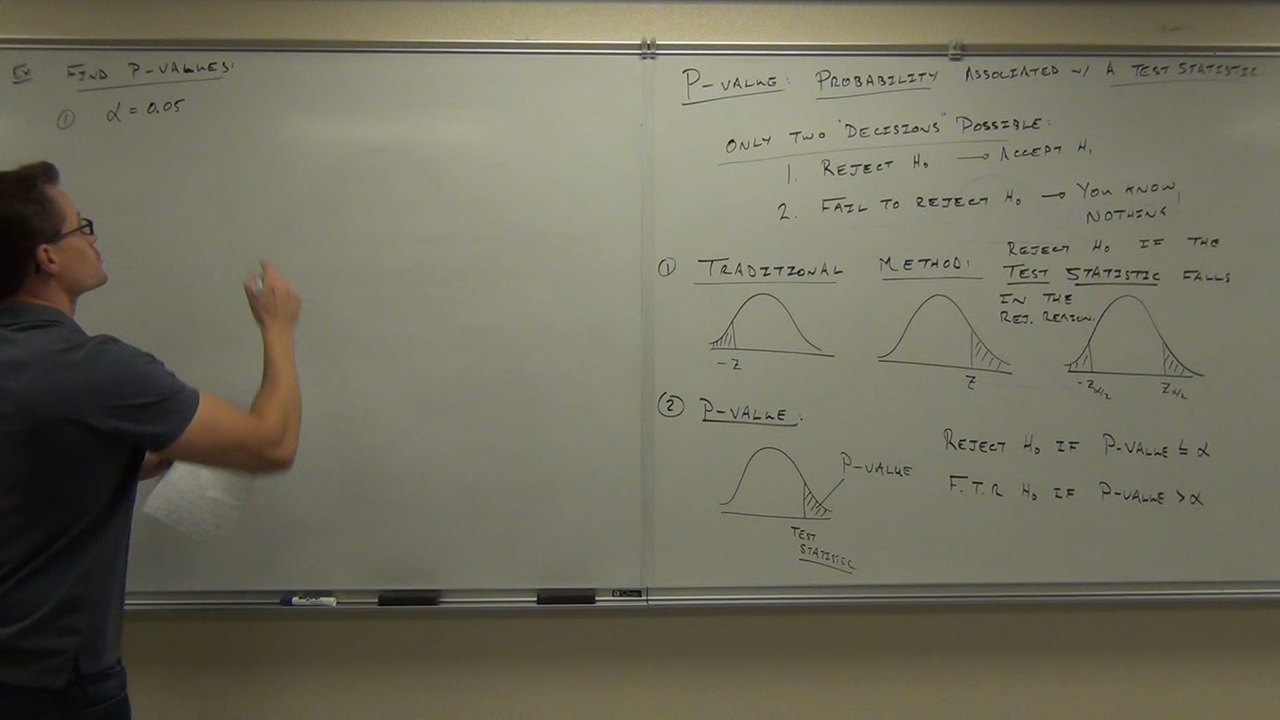 Ex FIND P-VALUES:
① α = 0.05
P-VALUE: PROBABILITY ASSOCIATED W/ A TEST STATISTIC.
ONLY TWO "DECISIONS" POSSIBLE:
1. REJECT H₀ → ACCEPT H₁
2. FAIL TO REJECT H₀ → YOU KNOW
NOTHING!
① TRADITIONAL METHOD:
REJECT H₀ IF THE
TEST STATISTIC FALLS
IN THE
REJ. REGION.
-Z
Z
-Zα/2
Zα/2
② P-VALUE:
P-VALUE
TEST
STATISTIC
REJECT H₀ IF P-VALUE ≤ α
F.T.R H₀ IF P-VALUE > α